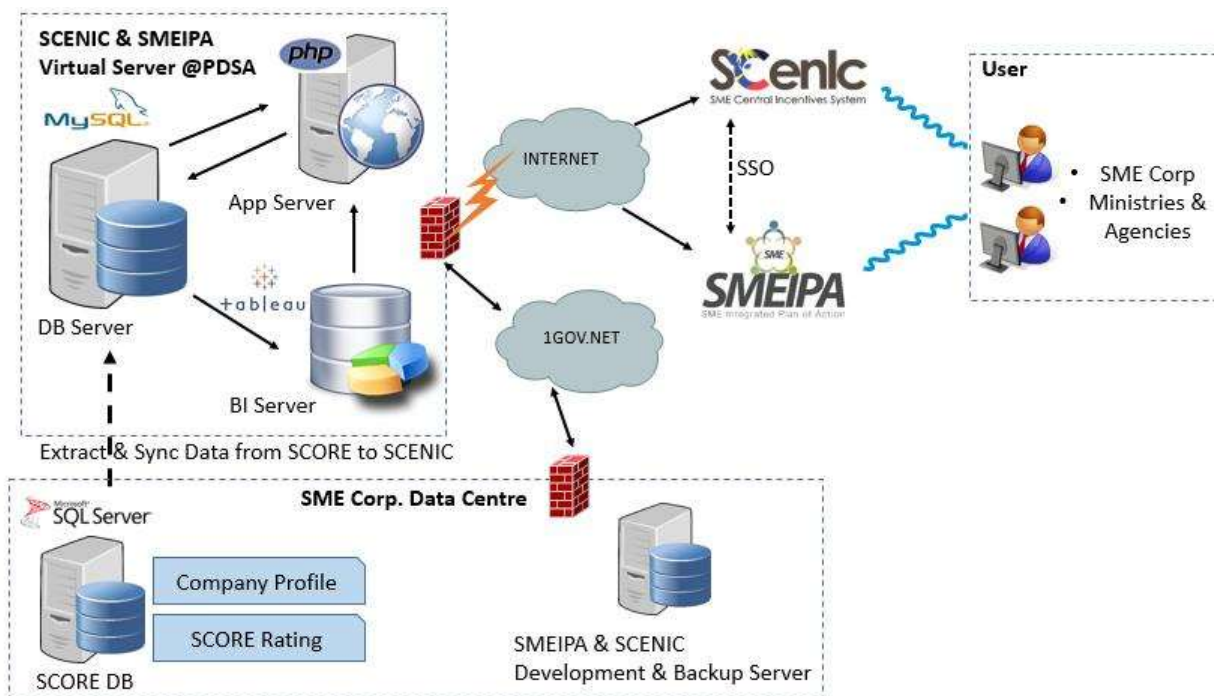 SCENIC & SMEIPA
Virtual Server @PDSA
php
MySQL
App Server
DB Server
+ableau
BI Server
Extract & Sync Data from SCORE to SCENIC
INTERNET
1GOV.NET
SCenIc
SME Central Incentives System
SSO
SME
SMEIPA
SME Integrated Plan of Action
User
• SME Corp
• Ministries &
Agencies
SME Corp. Data Centre
Microsoft
SQL Server
Company Profile
SCORE Rating
SCORE DB
SMEIPA & SCENIC
Development & Backup Server